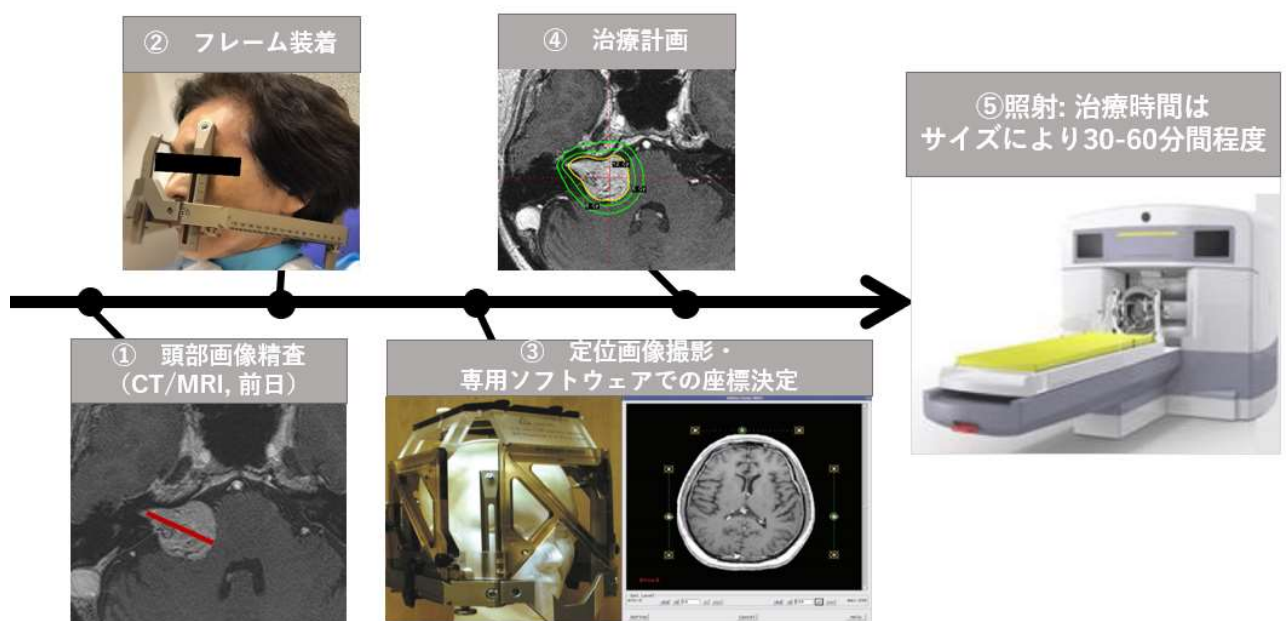 ② フレーム装着
④ 治療計画
⑤照射: 治療時間は
サイズにより30-60分間程度
① 頭部画像精査
（CT/MRI, 前日）
③ 定位画像撮影・
専用ソフトウェアでの座標決定